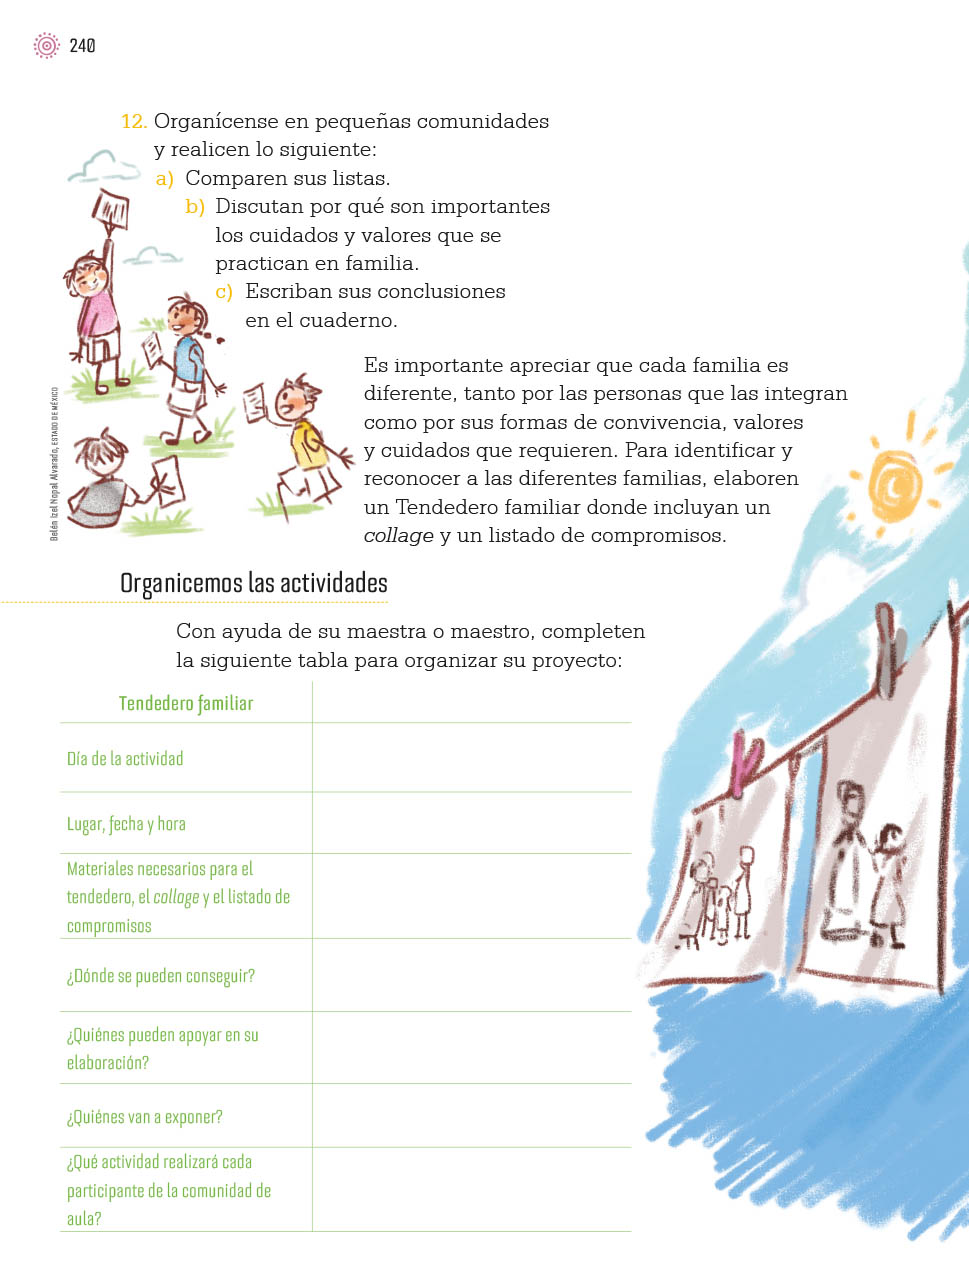 240
12. Organícense en pequeñas comunidades
y realicen lo siguiente:
a) Comparen sus listas.
b) Discutan por qué son importantes
los cuidados y valores que se
practican en familia.
c) Escriban sus conclusiones
en el cuaderno.
Es importante apreciar que cada familia es
diferente, tanto por las personas que las integran
como por sus formas de convivencia, valores
y cuidados que requieren. Para identificar y
reconocer a las diferentes familias, elaboren
un Tendedero familiar donde incluyan un
collage y un listado de compromisos.
Belén Izel Nopal Alvarado, ESTADO DE MÉXICO
Organicemos las actividades
Con ayuda de su maestra o maestro, completen
la siguiente tabla para organizar su proyecto:
Tendedero familiar
Día de la actividad
Lugar, fecha y hora
Materiales necesarios para el
tendedero, el collage y el listado de
compromisos
¿Dónde se pueden conseguir?
¿Quiénes pueden apoyar en su
elaboración?
¿Quiénes van a exponer?
¿Qué actividad realizará cada
participante de la comunidad de
aula?